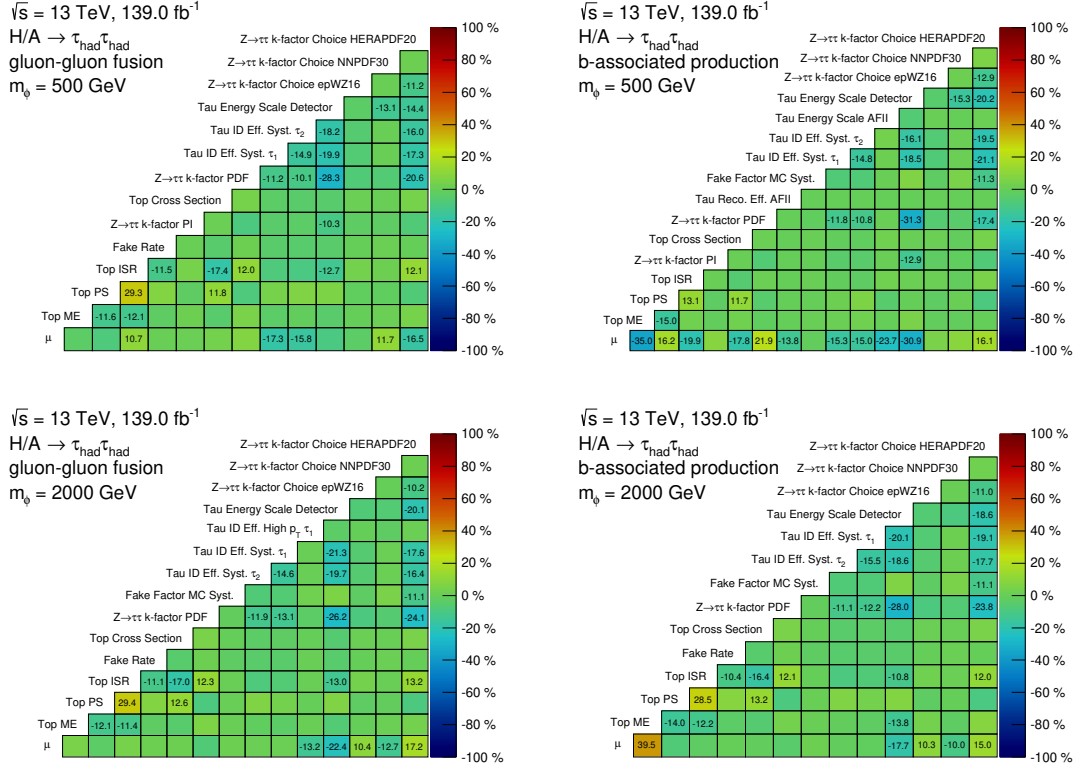 √s = 13 TeV, 139.0 fb⁻¹
H/A → τ_had τ_had
gluon-gluon fusion
m_ϕ = 500 GeV
Z→ττ k-factor Choice HERAPDF20
Z→ττ k-factor Choice NNPDF30
Z→ττ k-factor Choice epWZ16 -11.2
Tau Energy Scale Detector -13.1 -14.4
Tau ID Eff. Syst. τ₂ -18.2 -16.0
Tau ID Eff. Syst. τ₁ -14.9 -19.9 -17.3
Z→ττ k-factor PDF -11.2 -10.1 -28.3 -20.6
Top Cross Section
Z→ττ k-factor PI -10.3
Fake Rate
Top ISR -11.5 -17.4 12.0 -12.7 12.1
Top PS 29.3 11.8
Top ME -11.6 -12.1
μ 10.7 -17.3 -15.8 11.7 -16.5
100 %
80 %
60 %
40 %
20 %
0 %
-20 %
-40 %
-60 %
-80 %
-100 %
√s = 13 TeV, 139.0 fb⁻¹
H/A → τ_had τ_had
b-associated production
m_ϕ = 500 GeV
Z→ττ k-factor Choice HERAPDF20
Z→ττ k-factor Choice NNPDF30
Z→ττ k-factor Choice epWZ16 -12.9
Tau Energy Scale Detector -15.3 -20.2
Tau Energy Scale AFII
Tau ID Eff. Syst. τ₂ -16.1 -19.5
Tau ID Eff. Syst. τ₁ -14.8 -18.5 -21.1
Fake Factor MC Syst. -11.3
Tau Reco. Eff. AFII
Z→ττ k-factor PDF -11.8 -10.8 -31.3 -17.4
Top Cross Section
Z→ττ k-factor PI -12.9
Top ISR
Top PS 13.1 11.7
Top ME -15.0
μ -35.0 16.2 -19.9 -17.8 21.9 -13.8 -15.3 -15.0 -23.7 -30.9 16.1
100 %
80 %
60 %
40 %
20 %
0 %
-20 %
-40 %
-60 %
-80 %
-100 %
√s = 13 TeV, 139.0 fb⁻¹
H/A → τ_had τ_had
gluon-gluon fusion
m_ϕ = 2000 GeV
Z→ττ k-factor Choice HERAPDF20
Z→ττ k-factor Choice NNPDF30
Z→ττ k-factor Choice epWZ16 -10.2
Tau Energy Scale Detector -20.1
Tau ID Eff. High p_T τ₁
Tau ID Eff. Syst. τ₁ -21.3 -17.6
Tau ID Eff. Syst. τ₂ -14.6 -19.7 -16.4
Fake Factor MC Syst. -11.1
Z→ττ k-factor PDF -11.9 -13.1 -26.2 -24.1
Top Cross Section
Fake Rate
Top ISR -11.1 -17.0 12.3 -13.0 13.2
Top PS 29.4 12.6
Top ME -12.1 -11.4
μ -13.2 -22.4 10.4 -12.7 17.2
100 %
80 %
60 %
40 %
20 %
0 %
-20 %
-40 %
-60 %
-80 %
-100 %
√s = 13 TeV, 139.0 fb⁻¹
H/A → τ_had τ_had
b-associated production
m_ϕ = 2000 GeV
Z→ττ k-factor Choice HERAPDF20
Z→ττ k-factor Choice NNPDF30
Z→ττ k-factor Choice epWZ16 -11.0
Tau Energy Scale Detector -18.6
Tau ID Eff. Syst. τ₁ -20.1 -19.1
Tau ID Eff. Syst. τ₂ -15.5 -18.6 -17.7
Fake Factor MC Syst. -11.1
Z→ττ k-factor PDF -11.1 -12.2 -28.0 -23.8
Top Cross Section
Fake Rate
Top ISR -10.4 -16.4 12.1 -10.8 12.0
Top PS 28.5 13.2
Top ME -14.0 -12.2 -13.8
μ 39.5 -17.7 10.3 -10.0 15.0
100 %
80 %
60 %
40 %
20 %
0 %
-20 %
-40 %
-60 %
-80 %
-100 %